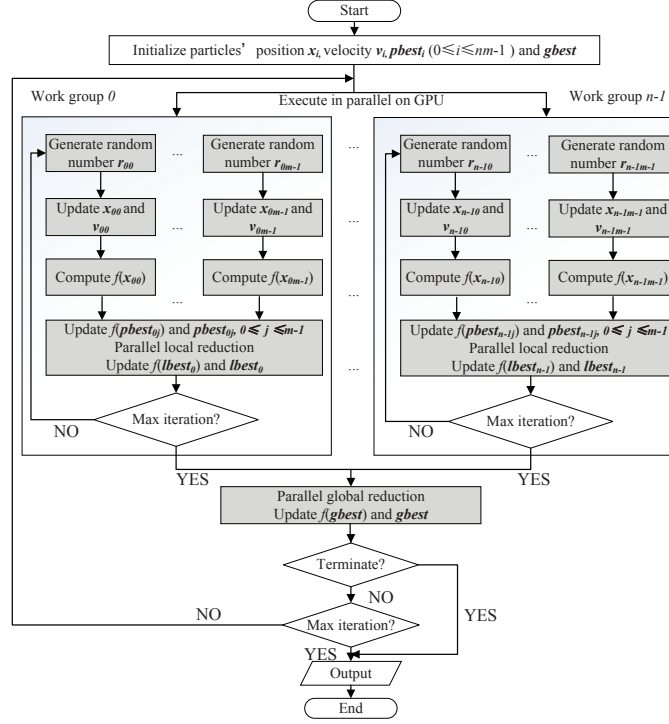 Start
Initialize particles’ position xᵢ, velocity vᵢ, pbestᵢ (0≤i≤nm-1 ) and gbest
Work group 0
Execute in parallel on GPU
Work group n-1
Generate random
number r₀₀
...
Generate random
number r₀ₘ₋₁
...
Generate random
number rₙ₋₁₀
...
Generate random
number rₙ₋₁ₘ₋₁
Update x₀₀ and
v₀₀
...
Update x₀ₘ₋₁ and
v₀ₘ₋₁
Update xₙ₋₁₀ and
vₙ₋₁₀
...
Update xₙ₋₁ₘ₋₁ and
vₙ₋₁ₘ₋₁
Compute f(x₀₀)
...
Compute f(x₀ₘ₋₁)
...
Compute f(xₙ₋₁₀)
...
Compute f(xₙ₋₁ₘ₋₁)
...
...
Update f(pbest₀ⱼ) and pbest₀ⱼ, 0≤ j ≤m-1
Parallel local reduction
Update f(lbest₀) and lbest₀
...
Update f(pbestₙ₋₁ⱼ) and pbestₙ₋₁ⱼ, 0≤ j ≤m-1
Parallel local reduction
Update f(lbestₙ₋₁) and lbestₙ₋₁
Max iteration?
NO
Max iteration?
NO
YES
YES
Parallel global reduction
Update f(gbest) and gbest
Terminate?
NO
YES
NO
Max iteration?
YES
Output
End